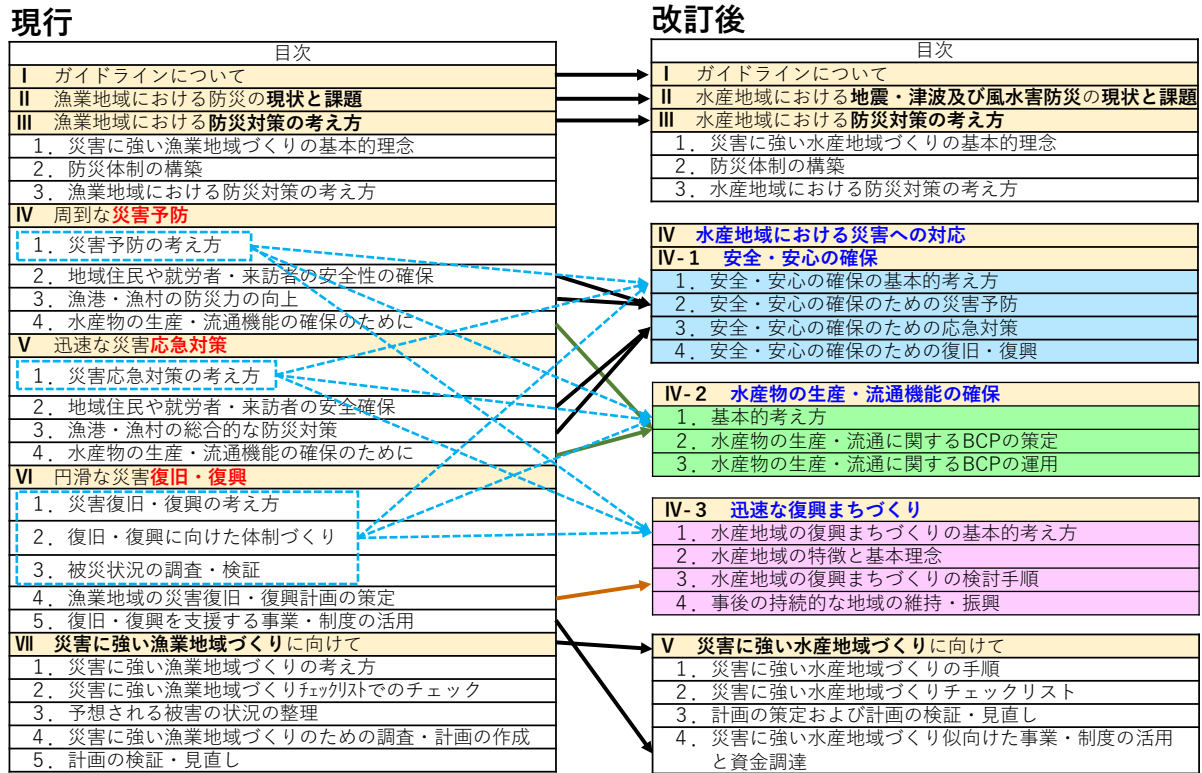 現行
目次
Ⅰ ガイドラインについて
Ⅱ 漁業地域における防災の現状と課題
Ⅲ 漁業地域における防災対策の考え方
1．災害に強い漁業地域づくりの基本的理念
2．防災体制の構築
3．漁業地域における防災対策の考え方
Ⅳ 周到な災害予防
1．災害予防の考え方
2．地域住民や就労者・来訪者の安全性の確保
3．漁港・漁村の防災力の向上
4．水産物の生産・流通機能の確保のために
Ⅴ 迅速な災害応急対策
1．災害応急対策の考え方
2．地域住民や就労者・来訪者の安全確保
3．漁港・漁村の総合的な防災対策
4．水産物の生産・流通機能の確保のために
Ⅵ 円滑な災害復旧・復興
1．災害復旧・復興の考え方
2．復旧・復興に向けた体制づくり
3．被災状況の調査・検証
4．漁業地域の災害復旧・復興計画の策定
5．復旧・復興を支援する事業・制度の活用
Ⅶ 災害に強い漁業地域づくりに向けて
1．災害に強い漁業地域づくりの考え方
2．災害に強い漁業地域づくりﾁｪｯｸﾘｽﾄでのチェック
3．予想される被害の状況の整理
4．災害に強い漁業地域づくりのための調査・計画の作成
5．計画の検証・見直し
改訂後
目次
Ⅰ ガイドラインについて
Ⅱ 水産地域における地震・津波及び風水害防災の現状と課題
Ⅲ 水産地域における防災対策の考え方
1．災害に強い水産地域づくりの基本的理念
2．防災体制の構築
3．水産地域における防災対策の考え方
Ⅳ 水産地域における災害への対応
Ⅳ-1 安全・安心の確保
1．安全・安心の確保の基本的考え方
2．安全・安心の確保のための災害予防
3．安全・安心の確保のための応急対策
4．安全・安心の確保のための復旧・復興
Ⅳ-2 水産物の生産・流通機能の確保
1．基本的考え方
2．水産物の生産・流通に関するBCPの策定
3．水産物の生産・流通に関するBCPの運用
Ⅳ-3 迅速な復興まちづくり
1．水産地域の復興まちづくりの基本的考え方
2．水産地域の特徴と基本理念
3．水産地域の復興まちづくりの検討手順
4．事後の持続的な地域の維持・振興
Ⅴ 災害に強い水産地域づくりに向けて
1．災害に強い水産地域づくりの手順
2．災害に強い水産地域づくりチェックリスト
3．計画の策定および計画の検証・見直し
4．災害に強い水産地域づくり似向けた事業・制度の活用
と資金調達